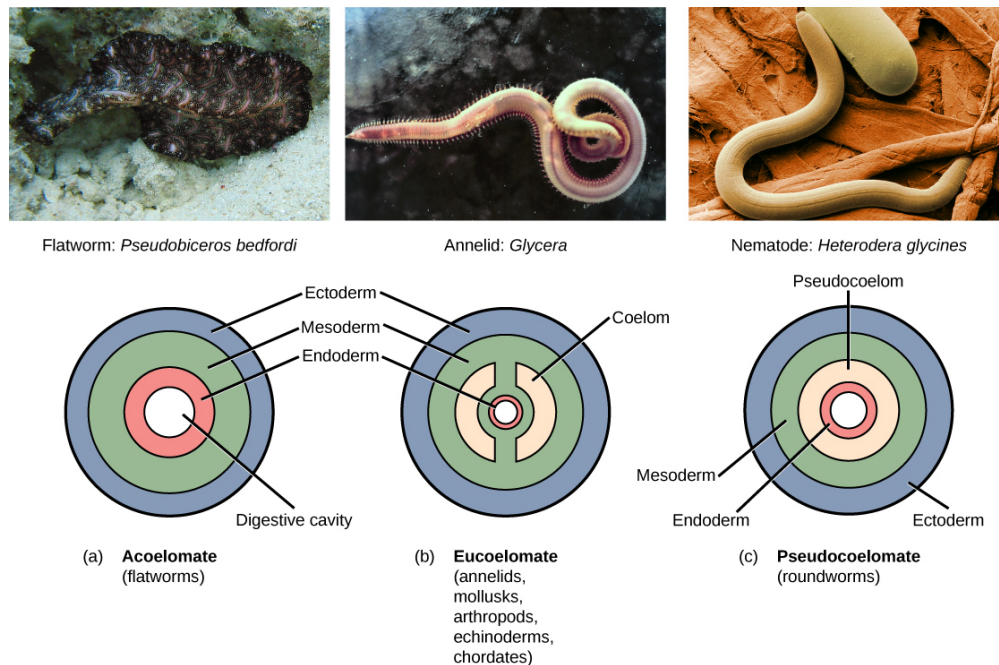 Flatworm: Pseudobiceros bedfordi
Annelid: Glycera
Nematode: Heterodera glycines
Ectoderm
Mesoderm
Endoderm
Digestive cavity
Coelom
Pseudocoelom
Mesoderm
Endoderm
Ectoderm
(a) Acoelomate
(flatworms)
(b) Eucoelomate
(annelids,
mollusks,
arthropods,
echinoderms,
chordates)
(c) Pseudocoelomate
(roundworms)